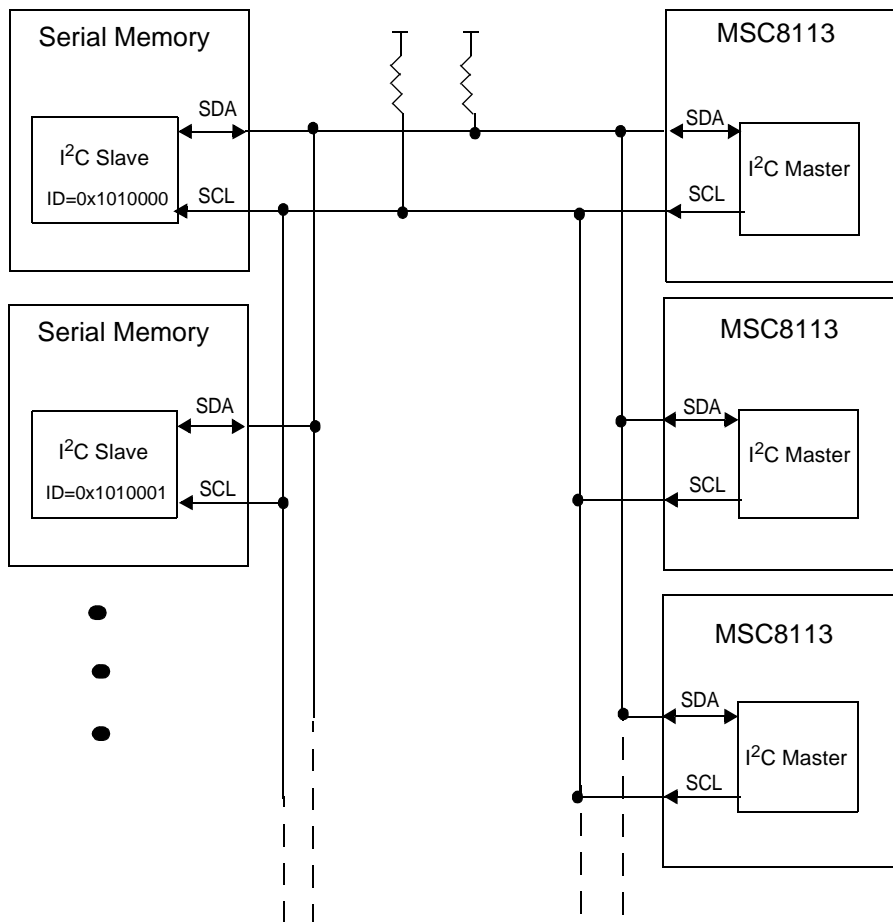 Serial Memory
SDA
I²C Slave
ID=0x1010000
SCL
MSC8113
SDA
I²C Master
SCL
Serial Memory
SDA
I²C Slave
ID=0x1010001
SCL
MSC8113
SDA
I²C Master
SCL
MSC8113
SDA
I²C Master
SCL